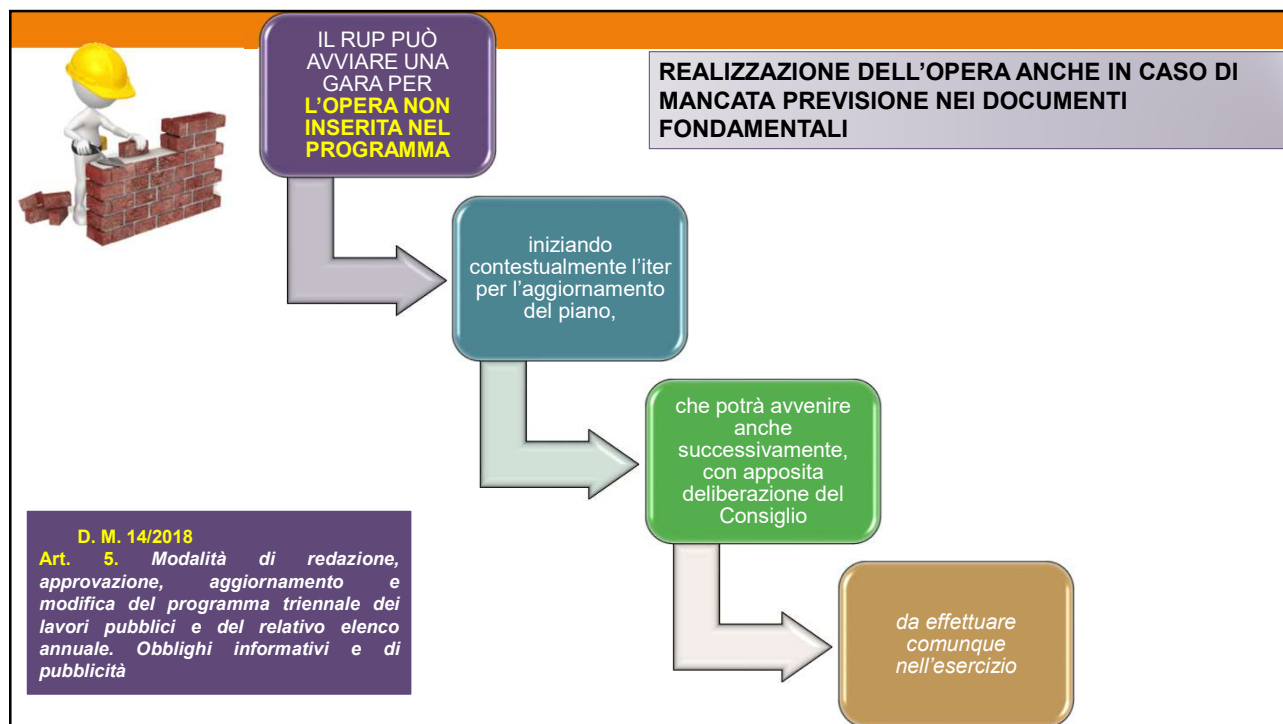 IL RUP PUÒ
AVVIARE UNA
GARA PER
L'OPERA NON
INSERITA NEL
PROGRAMMA
REALIZZAZIONE DELL'OPERA ANCHE IN CASO DI
MANCATA PREVISIONE NEI DOCUMENTI
FONDAMENTALI
iniziando
contestualmente l'iter
per l'aggiornamento
del piano,
che potrà avvenire
anche
successivamente,
con apposita
deliberazione del
Consiglio
da effettuare
comunque
nell'esercizio
D. M. 14/2018
Art. 5. Modalità di redazione,
approvazione, aggiornamento e
modifica del programma triennale dei
lavori pubblici e del relativo elenco
annuale. Obblighi informativi e di
pubblicità